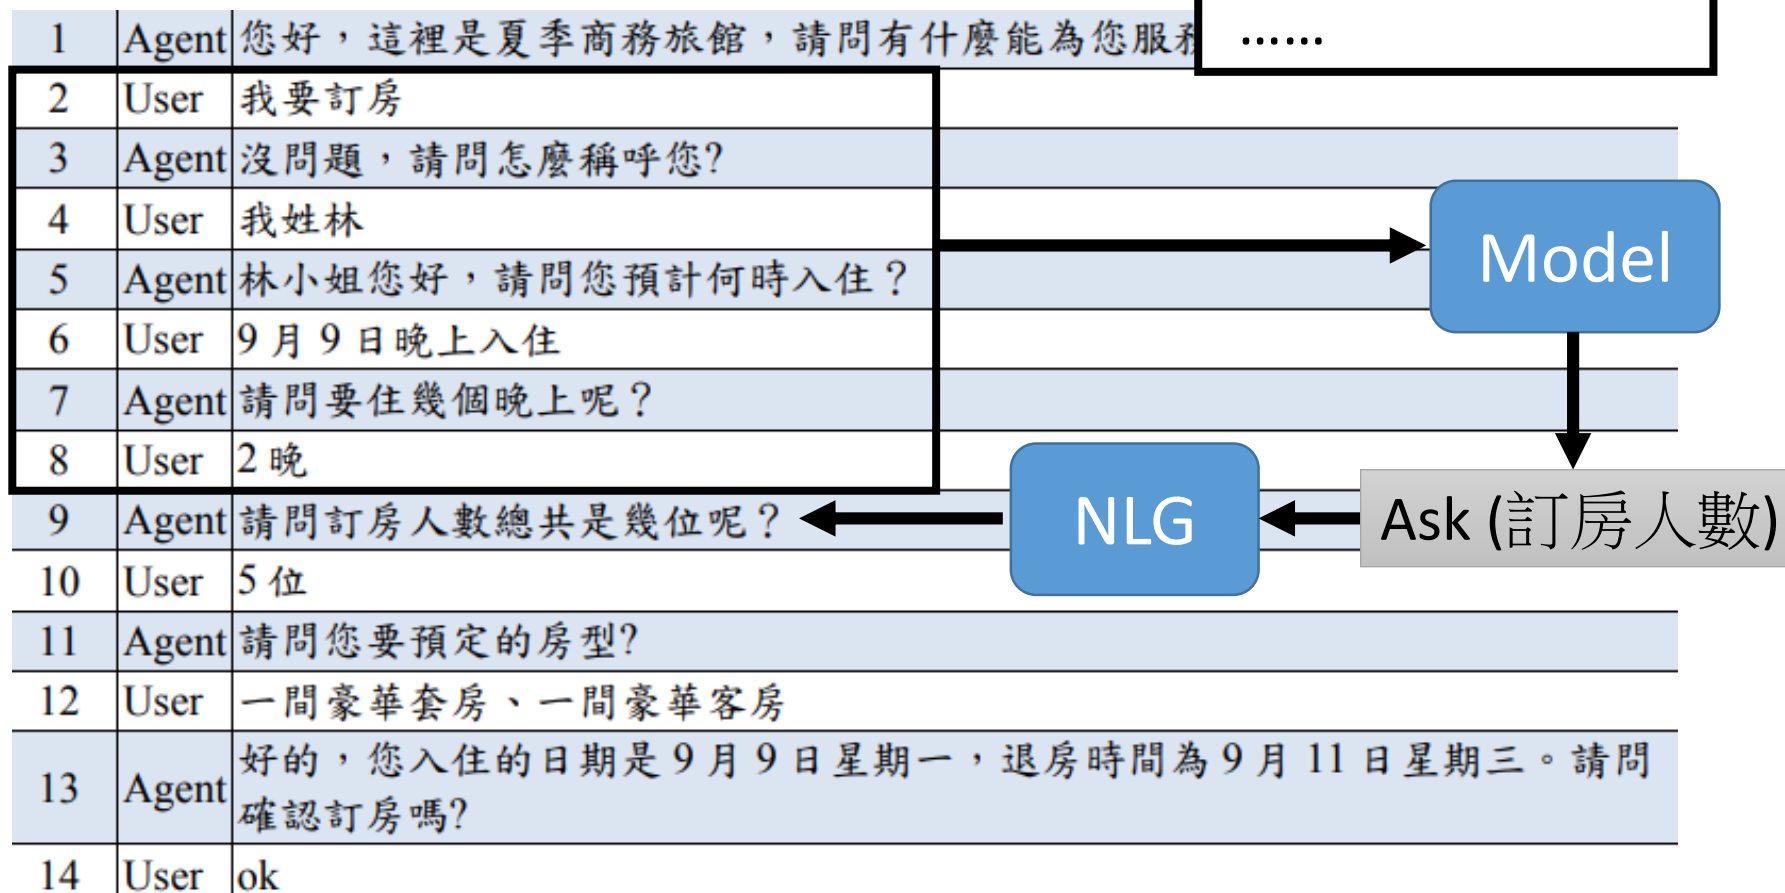 ……
1 Agent 您好，這裡是夏季商務旅館，請問有什麼能為您服
2 User 我要訂房
3 Agent 沒問題，請問怎麼稱呼您?
4 User 我姓林
5 Agent 林小姐您好，請問您預計何時入住？
Model
6 User 9 月 9 日晚上入住
7 Agent 請問要住幾個晚上呢？
8 User 2 晚
9 Agent 請問訂房人數總共是幾位呢？
NLG
Ask (訂房人數)
10 User 5 位
11 Agent 請問您要預定的房型?
12 User 一間豪華套房、一間豪華客房
13 Agent 好的，您入住的日期是 9 月 9 日星期一，退房時間為 9 月 11 日星期三。請問
確認訂房嗎?
14 User ok